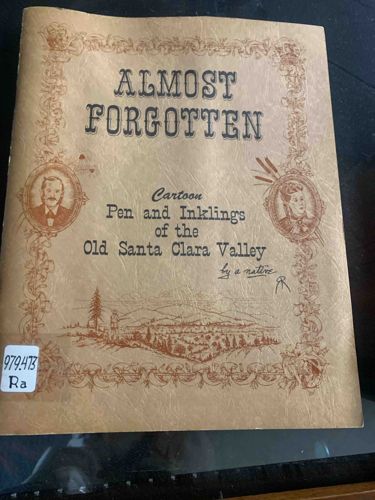 ALMOST
FORGOTTEN
Cartoon
Pen and Inklings
of the
Old Santa Clara Valley
by a native
R
979.473
Ra